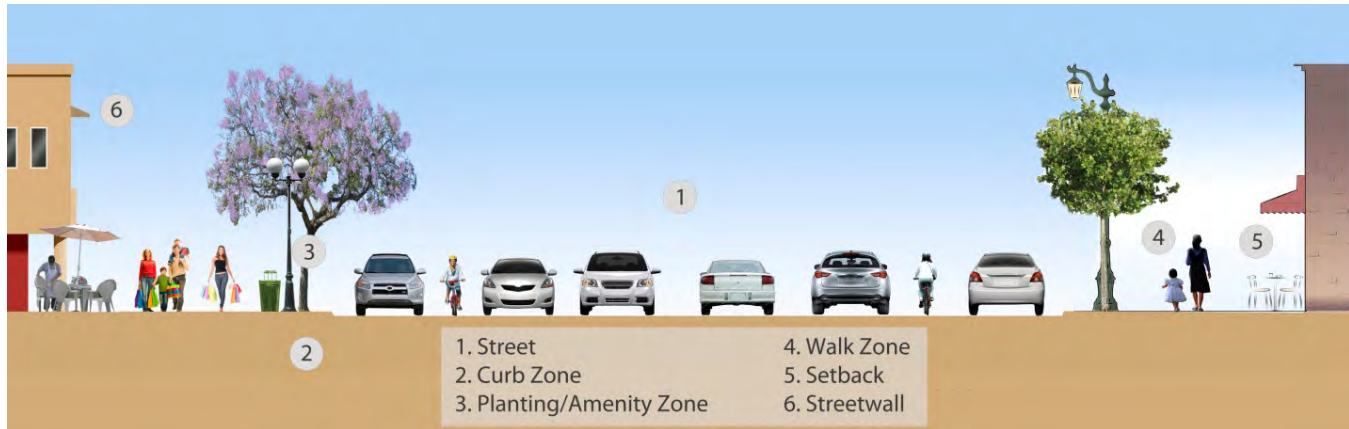 6
1
3
4
5
2
1. Street
2. Curb Zone
3. Planting/Amenity Zone
4. Walk Zone
5. Setback
6. Streetwall